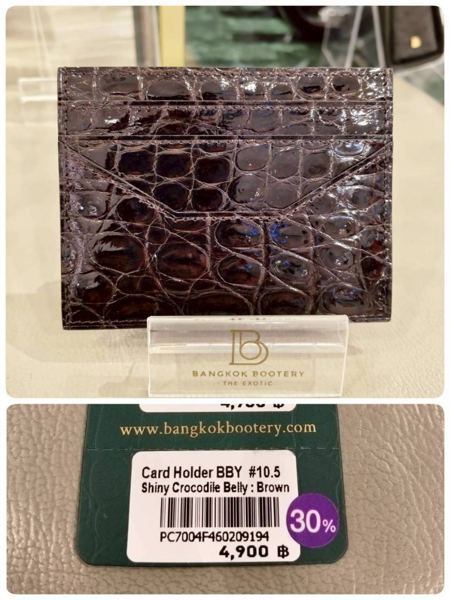 B
BANGKOK BOOTERY
THE EXOTIC
www.bangkokbootery.com
Card Holder BBY #10.5
Shiny Crocodile Belly : Brown
30%
PC7004F460209194
4,900 ฿